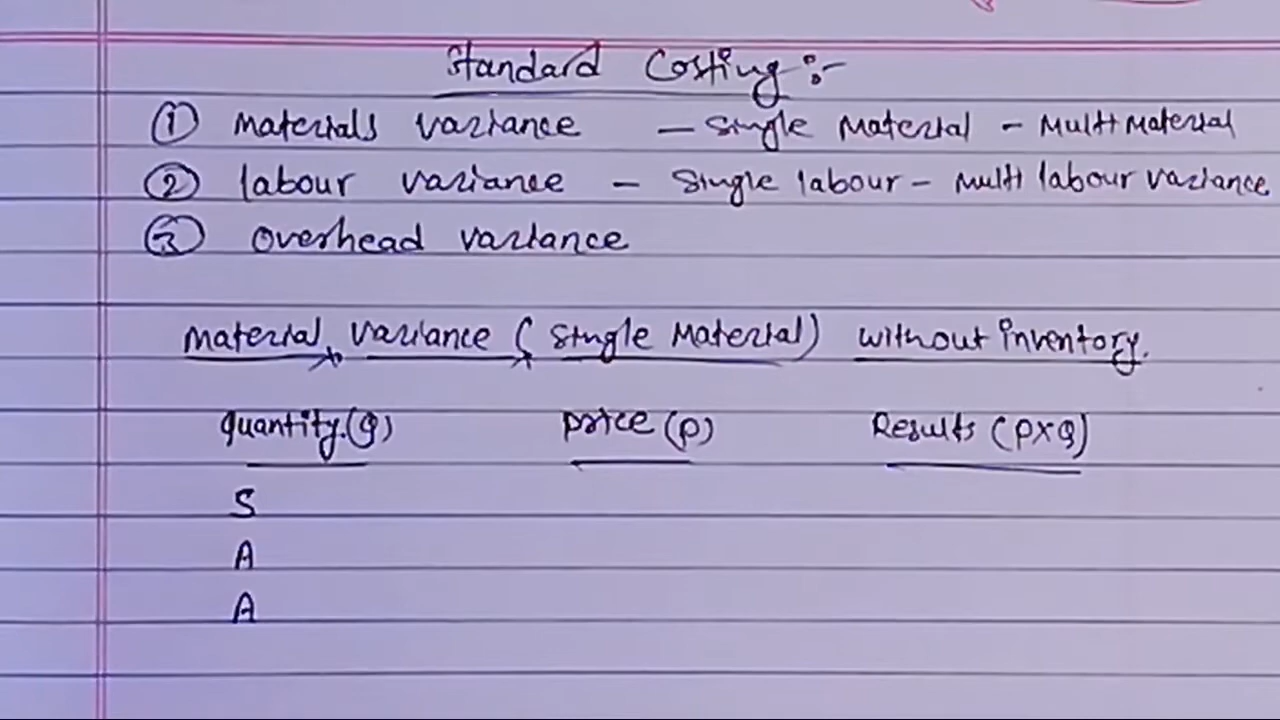 Standard Costing :-
① Materials variance - Single Material - Multi Material
② labour variance - Single labour - Multi labour variance
③ overhead variance
Material variance (Single Material) without inventory.
Quantity.(Q) Price (P) Results (P×Q)
S
A
A